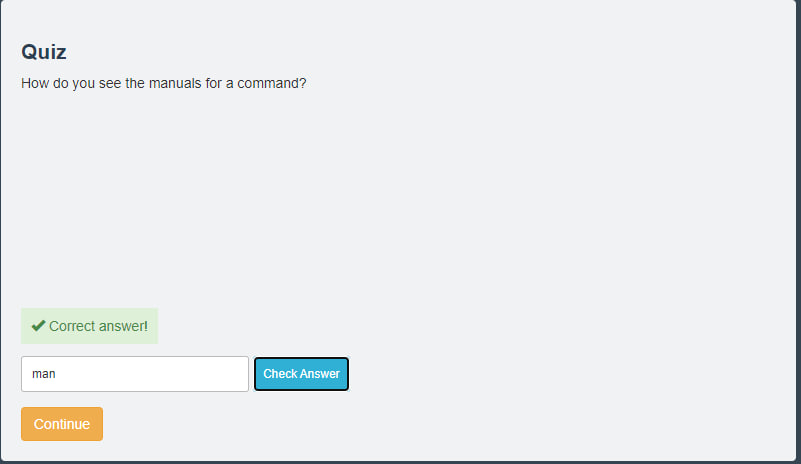 Quiz
How do you see the manuals for a command?
Correct answer!
man
Check Answer
Continue